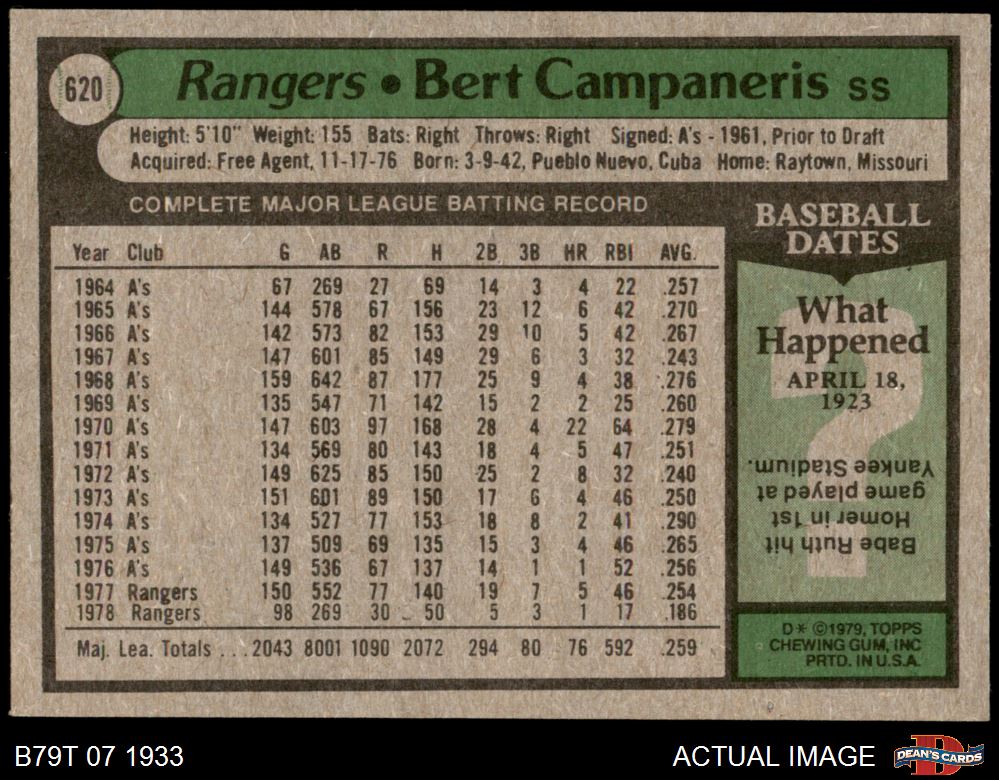 620
Rangers • Bert Campaneris SS
Height: 5'10" Weight: 155 Bats: Right Throws: Right Signed: A's - 1961, Prior to Draft
Acquired: Free Agent, 11-17-76 Born: 3-9-42, Pueblo Nuevo, Cuba Home: Raytown, Missouri
COMPLETE MAJOR LEAGUE BATTING RECORD
Year Club G AB R H 2B 3B HR RBI AVG.
1964 A's 67 269 27 69 14 3 4 22 .257
1965 A's 144 578 67 156 23 12 6 42 .270
1966 A's 142 573 82 153 29 10 5 42 .267
1967 A's 147 601 85 149 29 6 3 32 .243
1968 A's 159 642 87 177 25 9 4 38 .276
1969 A's 135 547 71 142 15 2 2 25 .260
1970 A's 147 603 97 168 28 4 22 64 .279
1971 A's 134 569 80 143 18 4 5 47 .251
1972 A's 149 625 85 150 25 2 8 32 .240
1973 A's 151 601 89 150 17 6 4 46 .250
1974 A's 134 527 77 153 18 8 2 41 .290
1975 A's 137 509 69 135 15 3 4 46 .265
1976 A's 149 536 67 137 14 1 1 52 .256
1977 Rangers 150 552 77 140 19 7 5 46 .254
1978 Rangers 98 269 30 50 5 3 1 17 .186
Maj. Lea. Totals ...2043 8001 1090 2072 294 80 76 592 .259
BASEBALL
DATES
What
Happened
APRIL 18,
1923
Babe Ruth hit
Homer in 1st
game played at
Yankee Stadium.
D* ©1979, TOPPS
CHEWING GUM, INC
PRTD. IN U.S.A.
B79T 07 1933
ACTUAL IMAGE
DEAN'S CARDS